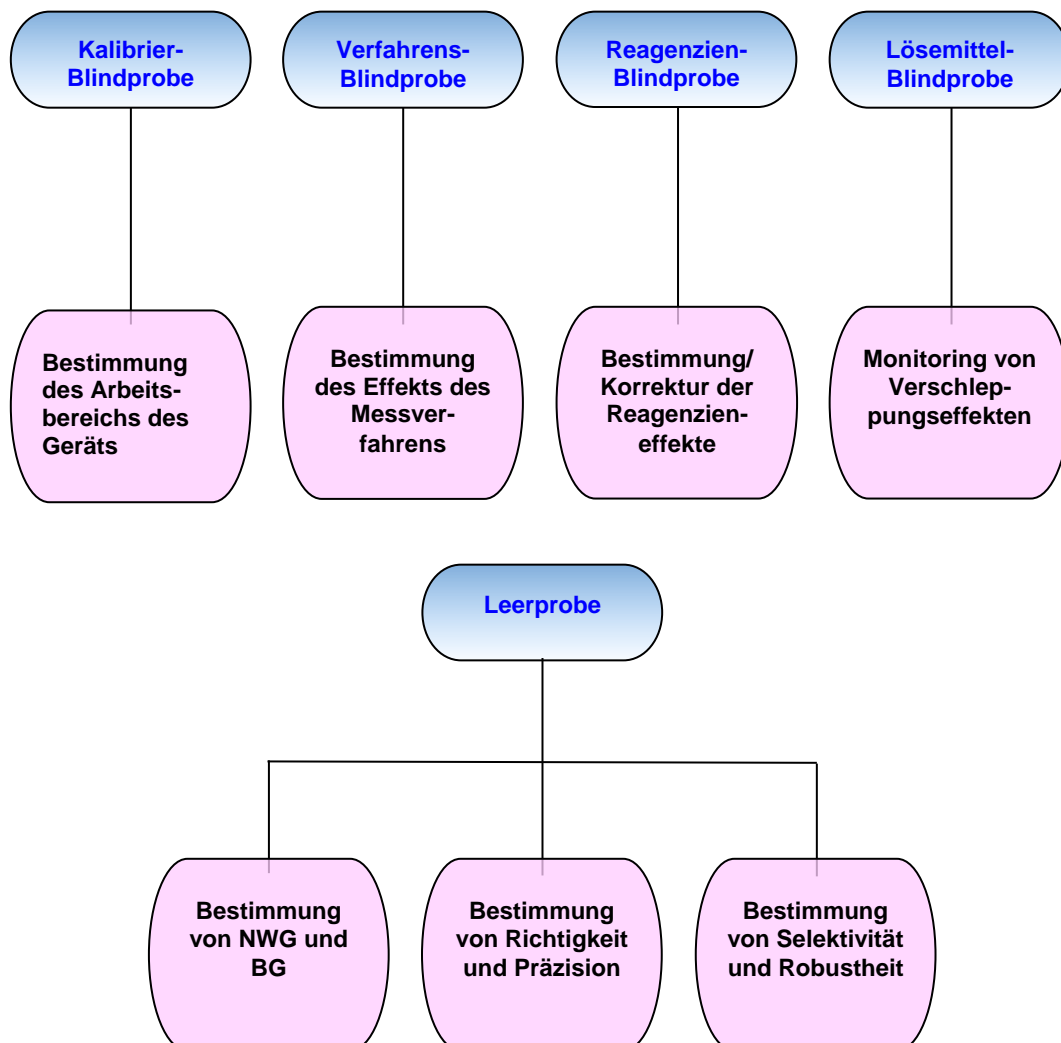 Kalibrier-
Blindprobe
Verfahrens-
Blindprobe
Reagenzien-
Blindprobe
Lösemittel-
Blindprobe
Bestimmung
des Arbeits-
bereichs des
Geräts
Bestimmung
des Effekts des
Messver-
fahrens
Bestimmung/
Korrektur der
Reagenzien-
effekte
Monitoring von
Verschlep-
pungseffekten
Leerprobe
Bestimmung
von NWG und
BG
Bestimmung
von Richtigkeit
und Präzision
Bestimmung
von Selektivität
und Robustheit